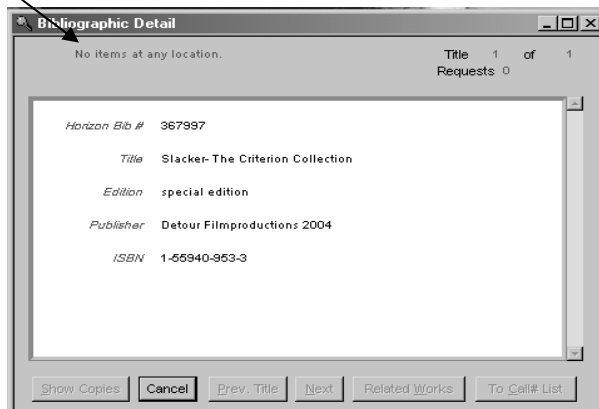 Bibliographic Detail
No items at any location.
Title 1 of 1
Requests 0
Horizon Bib # 367997
Title Slacker- The Criterion Collection
Edition special edition
Publisher Detour Filmproductions 2004
ISBN 1-55940-953-3
Show Copies Cancel Prev. Title Next Related Works To Call# List